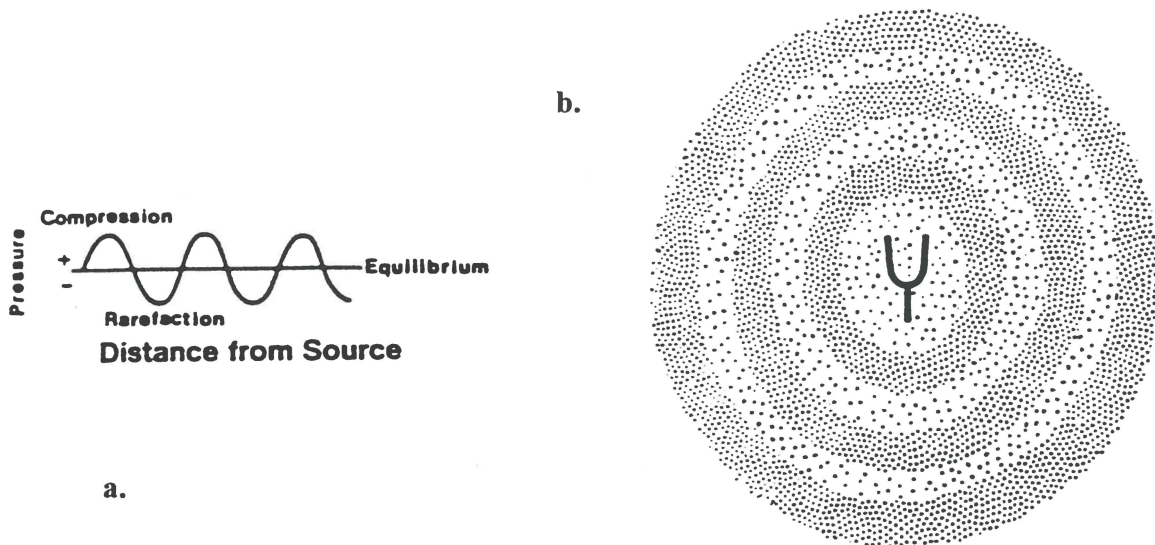 b.
Compression
Pressure
+
Equilibrium
-
Rarefaction
Distance from Source
a.